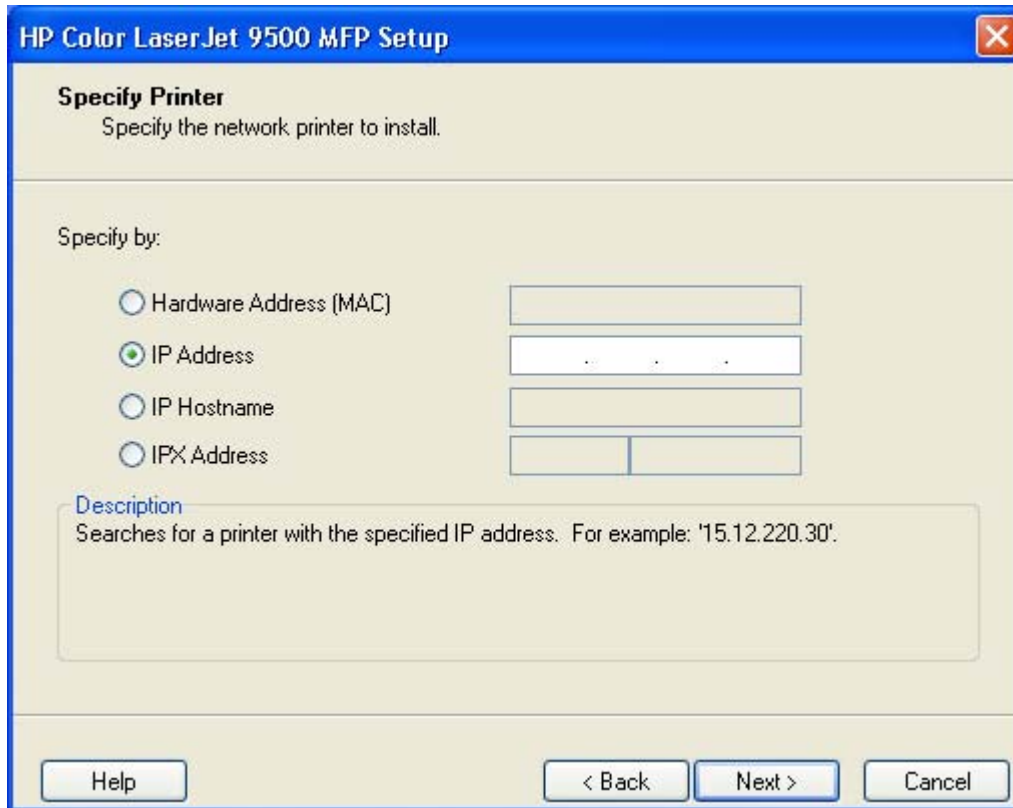 HP Color LaserJet 9500 MFP Setup
Specify Printer
Specify the network printer to install.
Specify by:
Hardware Address (MAC)
IP Address
. . .
IP Hostname
IPX Address
Description
Searches for a printer with the specified IP address. For example: '15.12.220.30'.
Help
< Back
Next >
Cancel